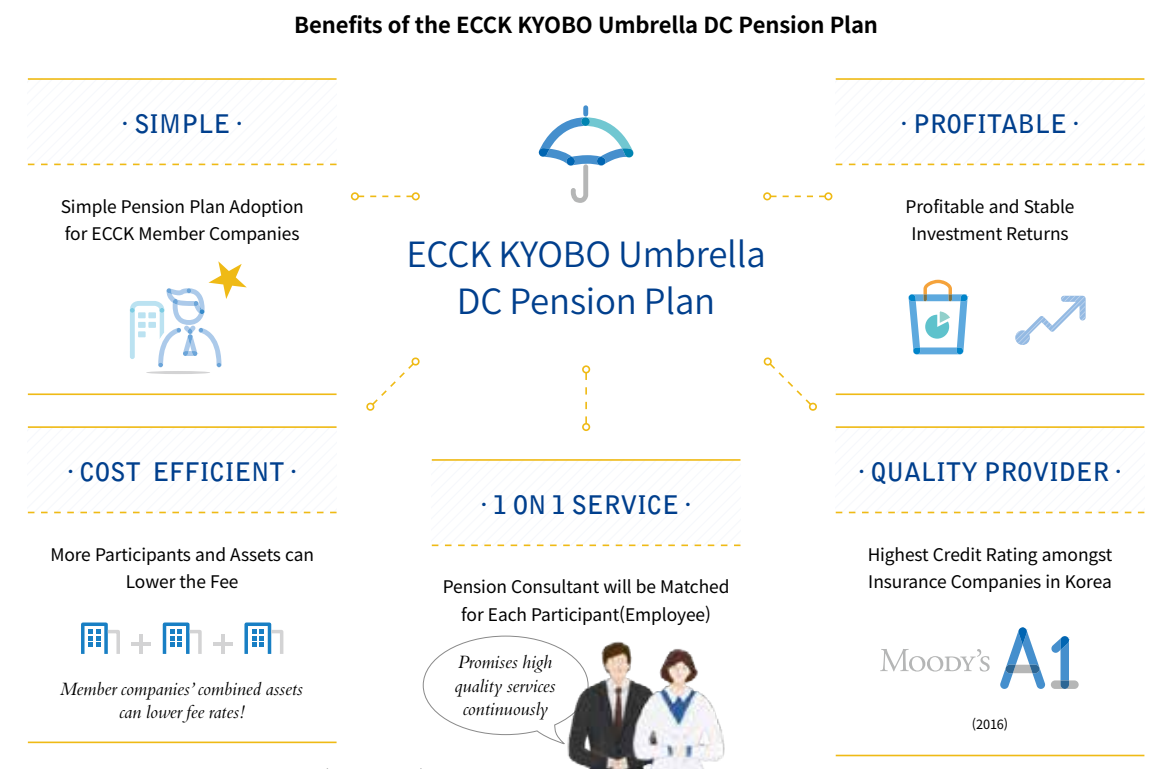 Benefits of the ECCK KYOBO Umbrella DC Pension Plan
· SIMPLE ·
Simple Pension Plan Adoption
for ECCK Member Companies
ECCK KYOBO Umbrella
DC Pension Plan
· PROFITABLE ·
Profitable and Stable
Investment Returns
· COST EFFICIENT ·
More Participants and Assets can
Lower the Fee
Member companies’ combined assets
can lower fee rates!
· 1 ON 1 SERVICE ·
Pension Consultant will be Matched
for Each Participant(Employee)
Promises high
quality services
continuously
· QUALITY PROVIDER ·
Highest Credit Rating amongst
Insurance Companies in Korea
MOODY’S A1
(2016)